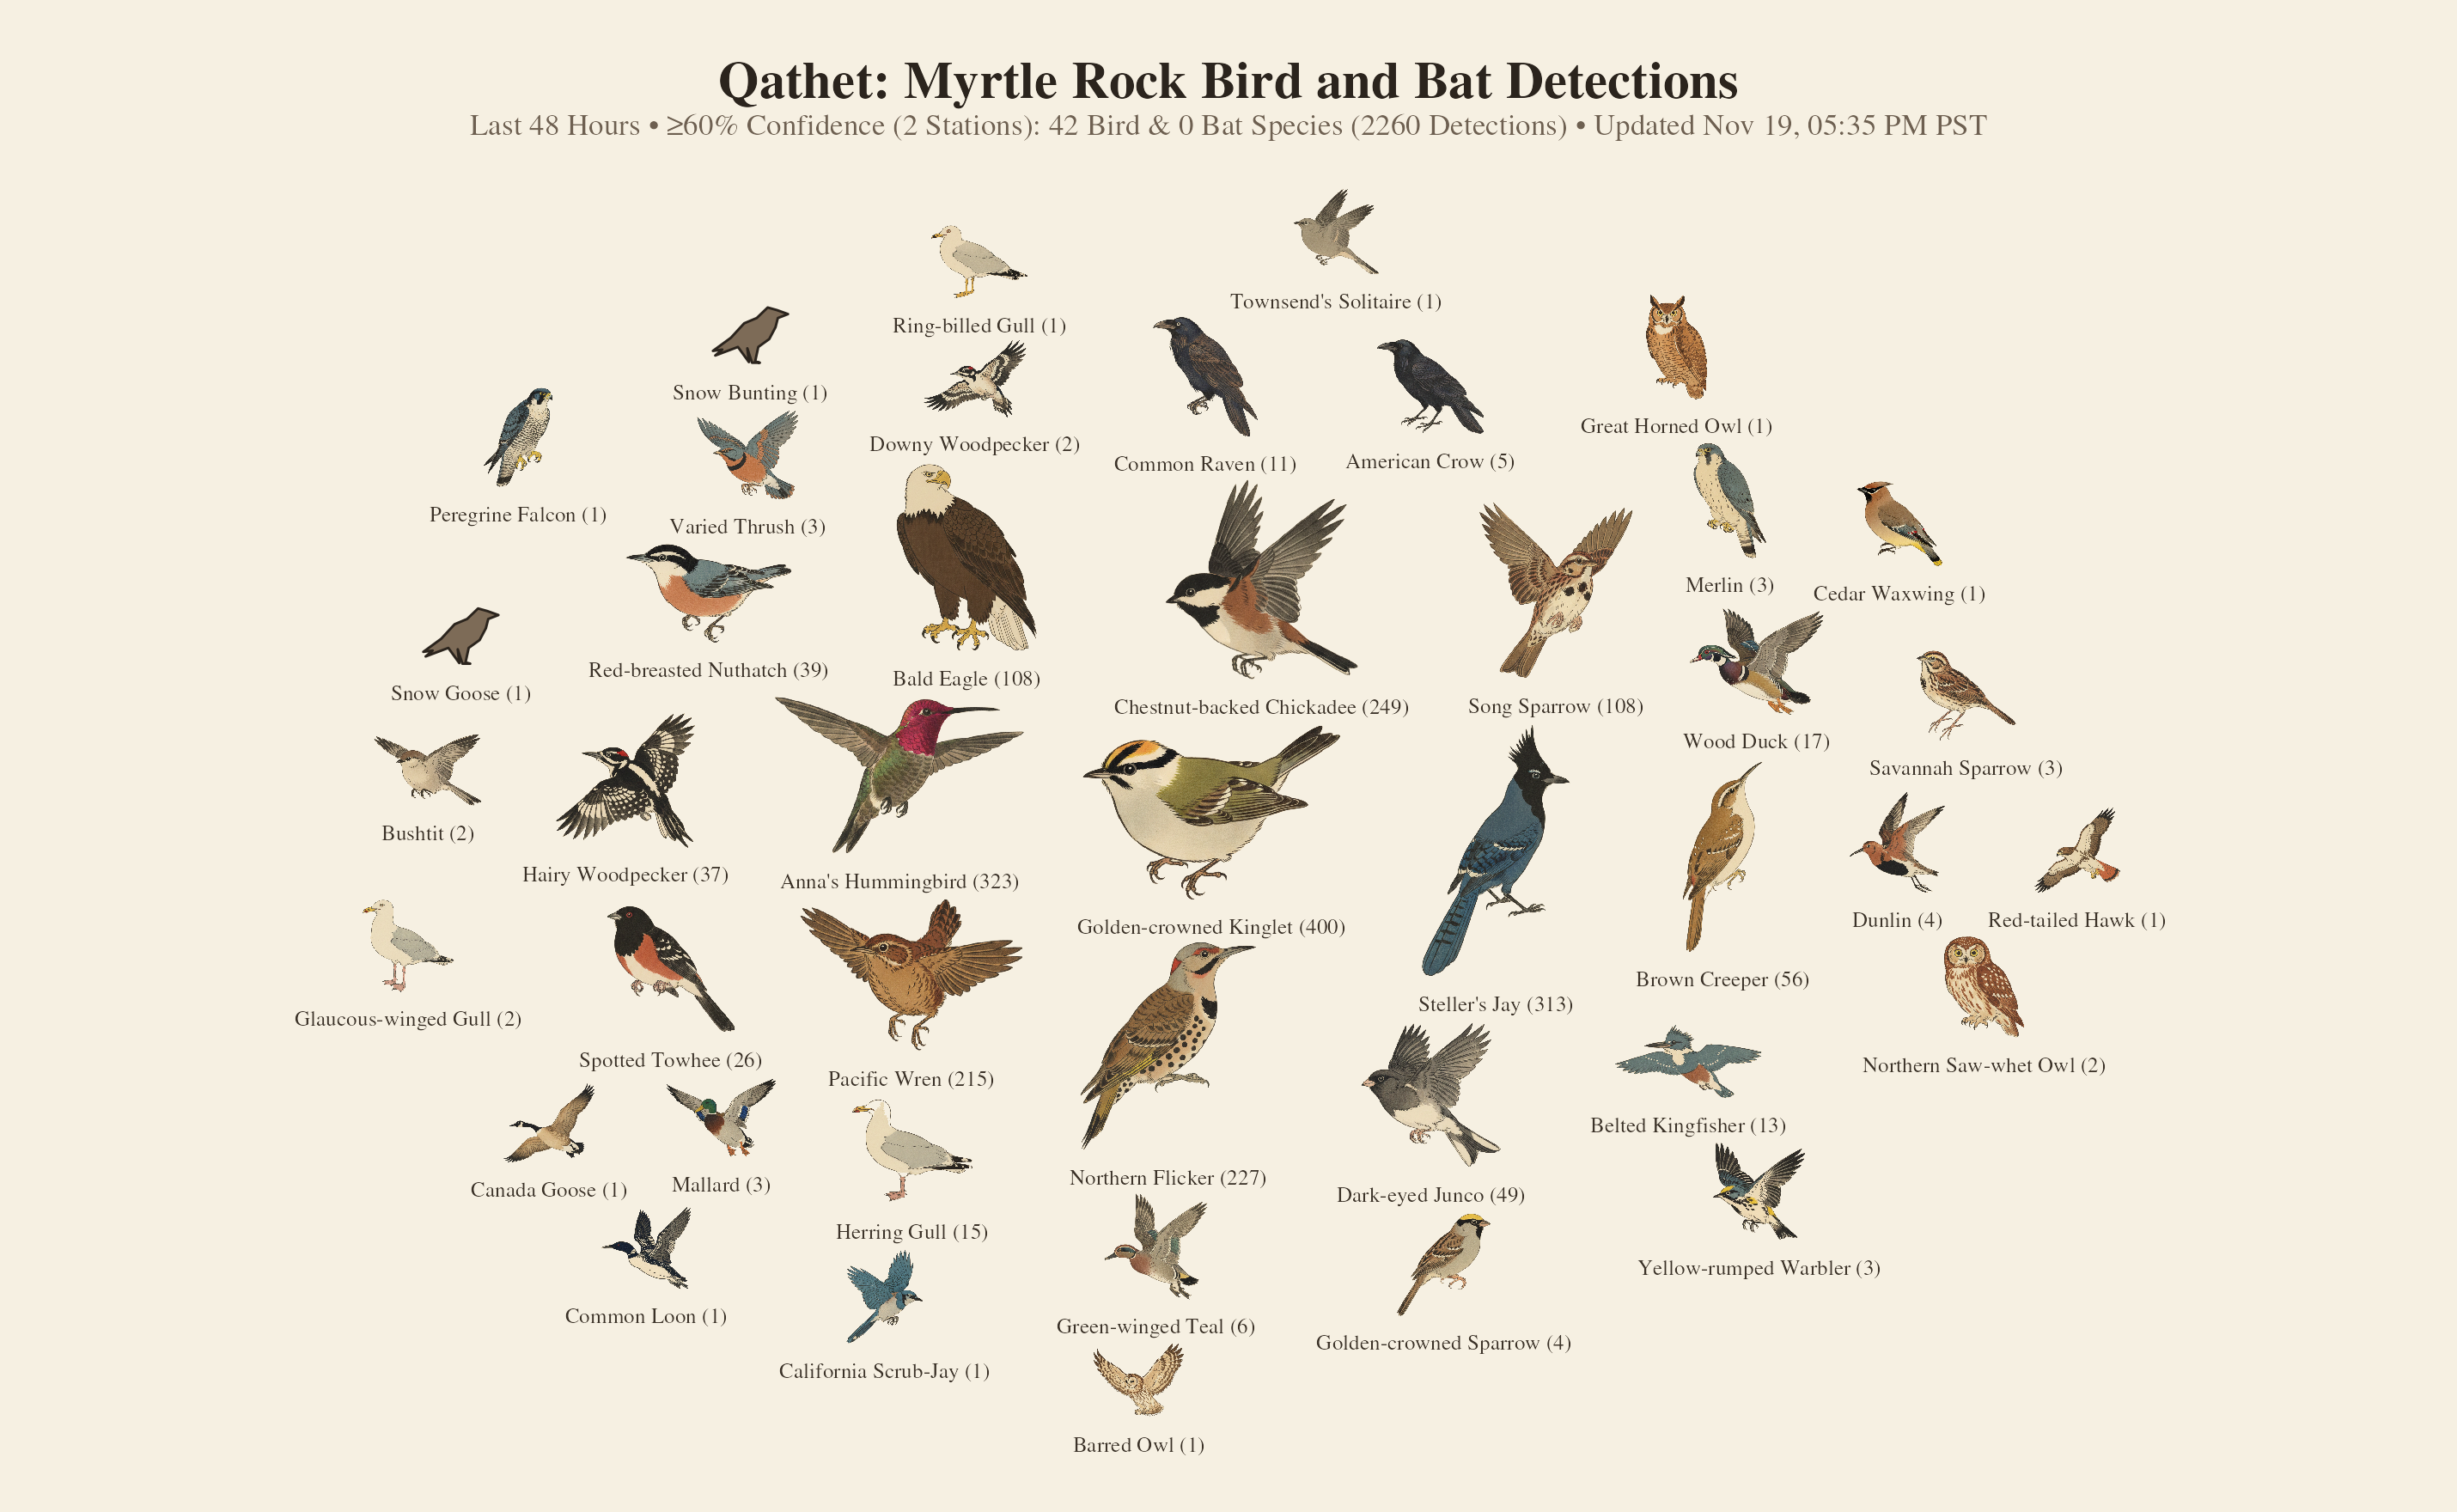 Qathet: Myrtle Rock Bird and Bat Detections
Last 48 Hours • ≥60% Confidence (2 Stations): 42 Bird & 0 Bat Species (2260 Detections) • Updated Nov 19, 05:35 PM PST
Townsend's Solitaire (1)
Ring-billed Gull (1)
Snow Bunting (1)
Great Horned Owl (1)
Downy Woodpecker (2)
Common Raven (11)
American Crow (5)
Peregrine Falcon (1)
Varied Thrush (3)
Merlin (3)
Cedar Waxwing (1)
Red-breasted Nuthatch (39)
Bald Eagle (108)
Snow Goose (1)
Chestnut-backed Chickadee (249)
Song Sparrow (108)
Wood Duck (17)
Savannah Sparrow (3)
Bushtit (2)
Hairy Woodpecker (37)
Anna's Hummingbird (323)
Golden-crowned Kinglet (400)
Dunlin (4)
Red-tailed Hawk (1)
Brown Creeper (56)
Steller's Jay (313)
Glaucous-winged Gull (2)
Spotted Towhee (26)
Northern Saw-whet Owl (2)
Pacific Wren (215)
Belted Kingfisher (13)
Northern Flicker (227)
Canada Goose (1)
Mallard (3)
Dark-eyed Junco (49)
Herring Gull (15)
Yellow-rumped Warbler (3)
Common Loon (1)
Green-winged Teal (6)
Golden-crowned Sparrow (4)
California Scrub-Jay (1)
Barred Owl (1)